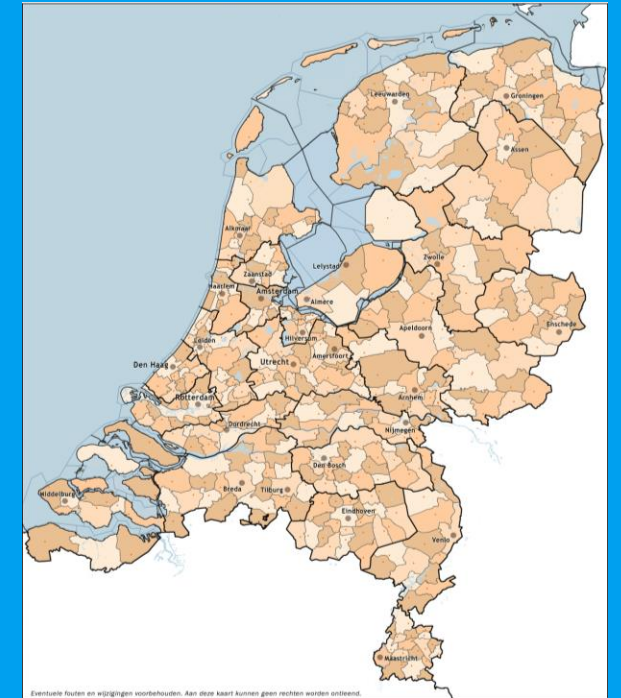 Leeuwarden
Groningen
Assen
Alkmaar
Lelystad
Zwolle
Zaanstad
Haarlem
Amsterdam
Almere
Enschede
Apeldoorn
Leiden
Hilversum
Amersfoort
Den Haag
Utrecht
Arnhem
Rotterdam
Dordrecht
Nijmegen
Den Bosch
Middelburg
Breda
Tilburg
Eindhoven
Venlo
Maastricht
Eventuele fouten en wijzigingen voorbehouden. Aan deze kaart kunnen geen rechten worden ontleend.